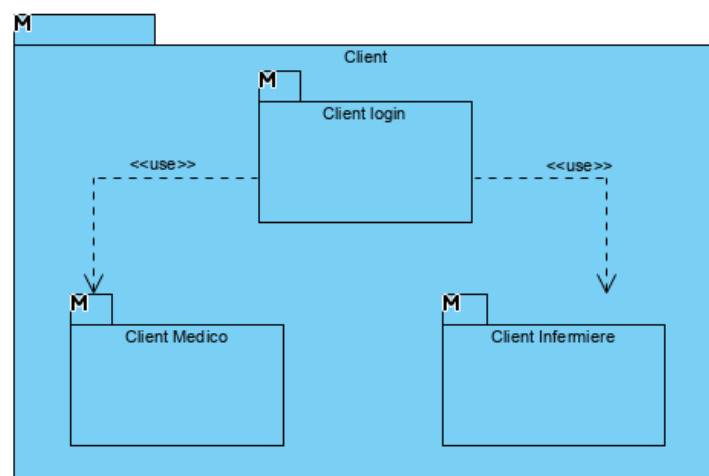 M
Client
M
Client login
<<use>>
<<use>>
M
Client Medico
M
Client Infermiere